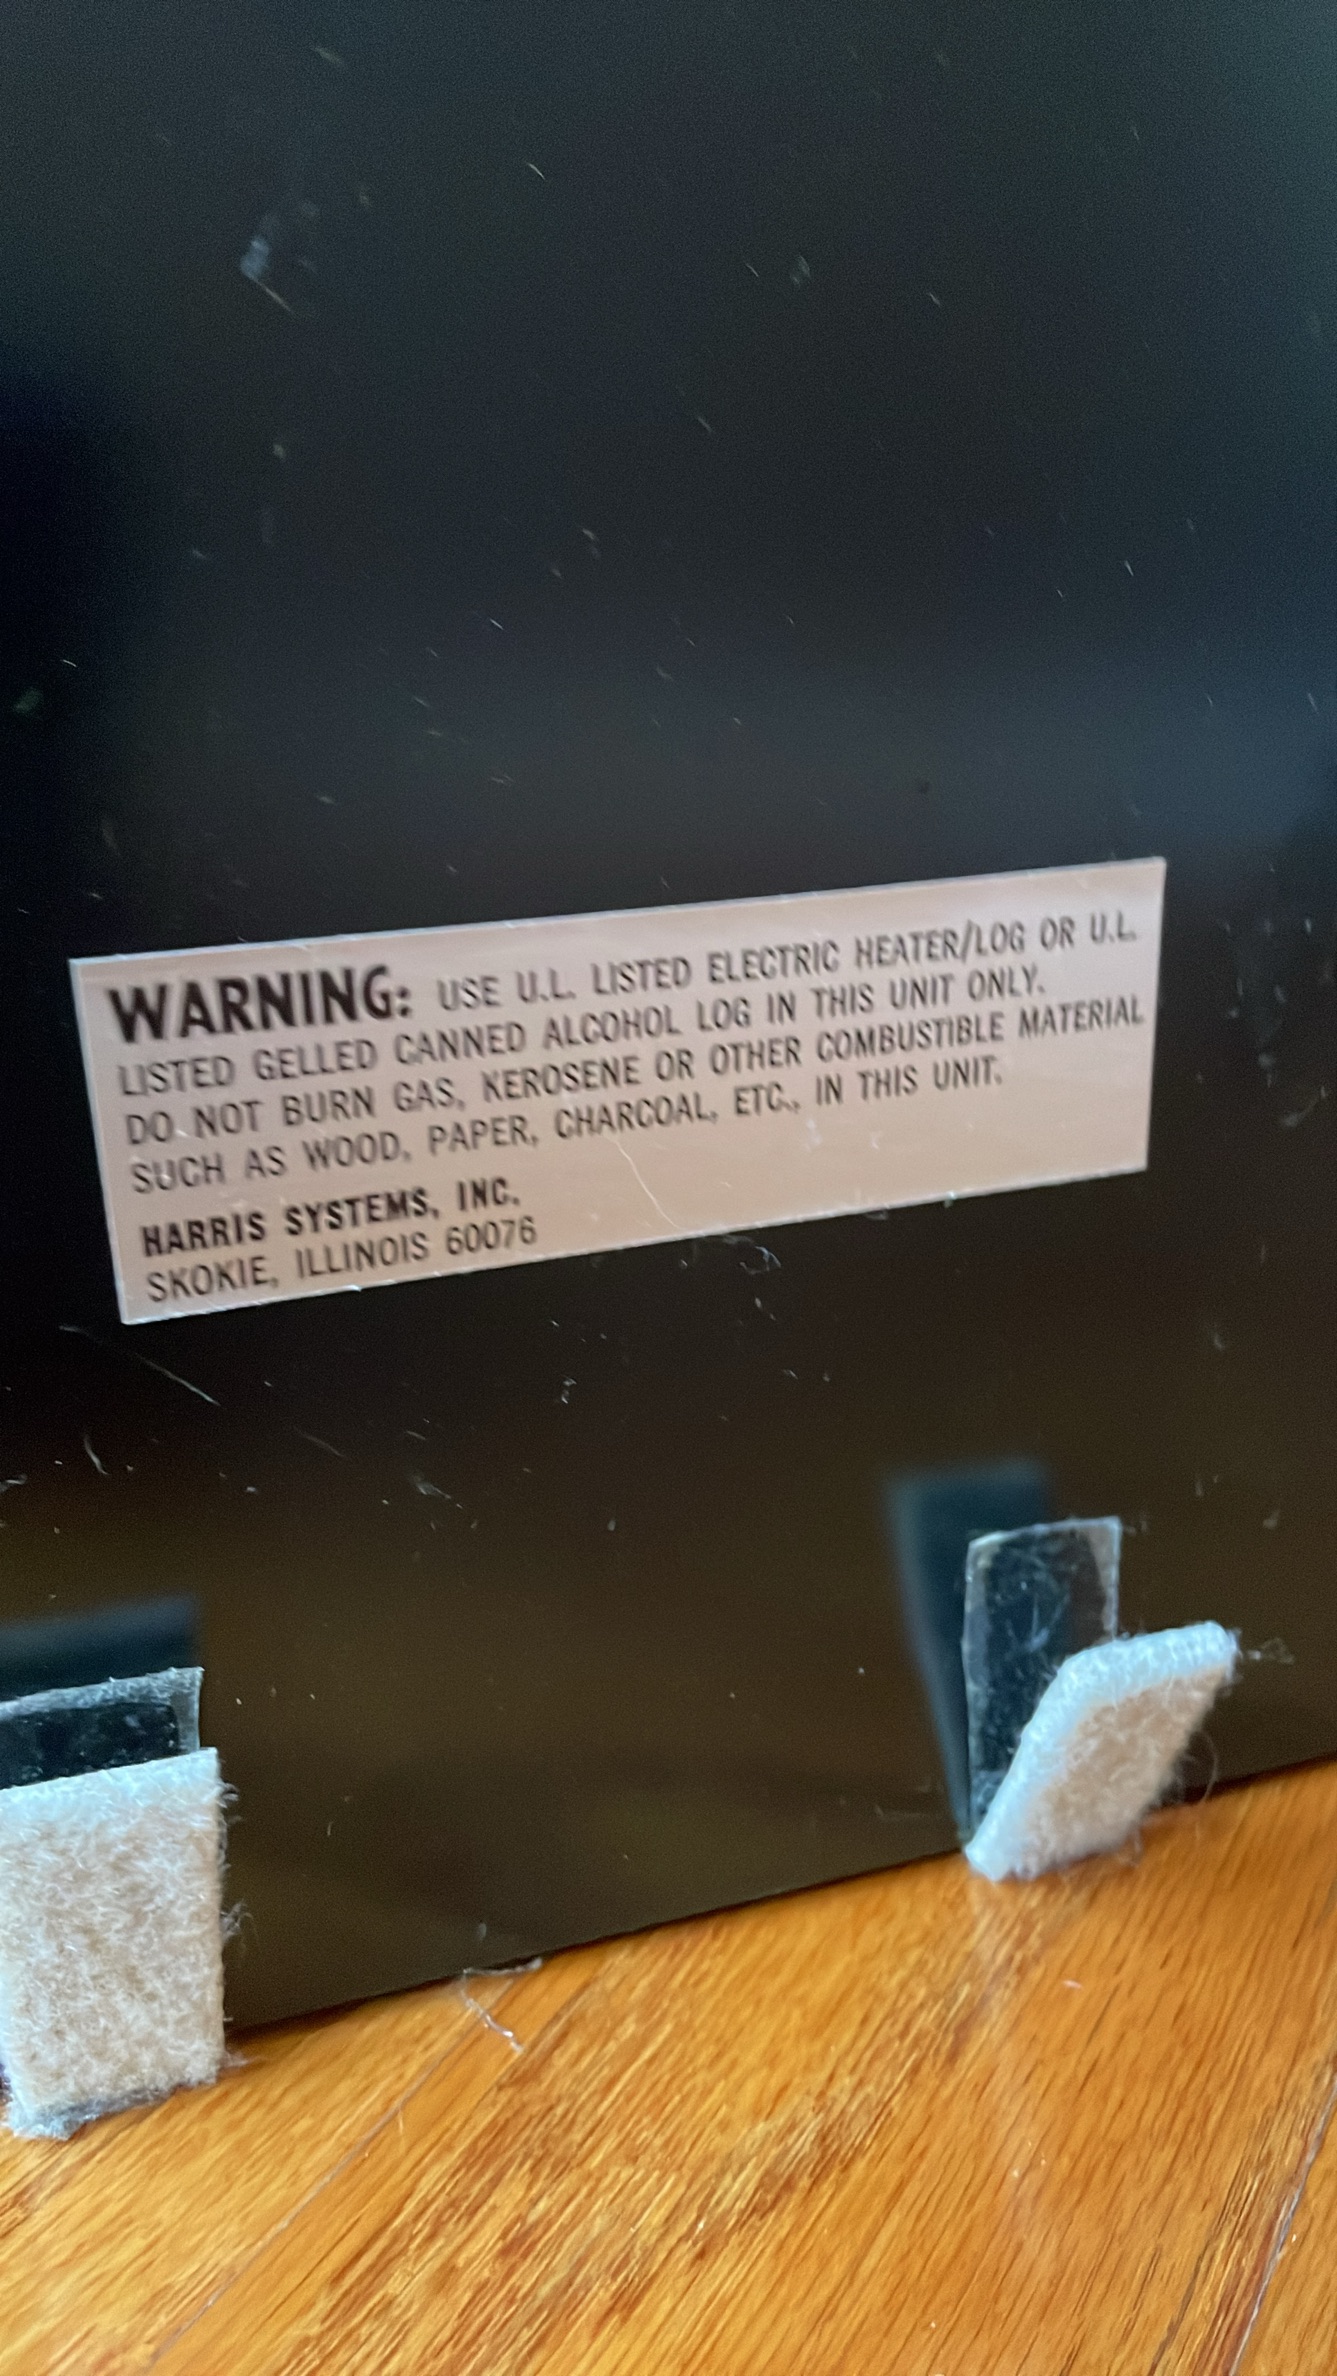 WARNING: USE U.L. LISTED ELECTRIC HEATER/LOG OR U.L.
LISTED GELLED CANNED ALCOHOL LOG IN THIS UNIT ONLY.
DO NOT BURN GAS, KEROSENE OR OTHER COMBUSTIBLE MATERIAL
SUCH AS WOOD, PAPER, CHARCOAL, ETC., IN THIS UNIT.
HARRIS SYSTEMS, INC.
SKOKIE, ILLINOIS 60076